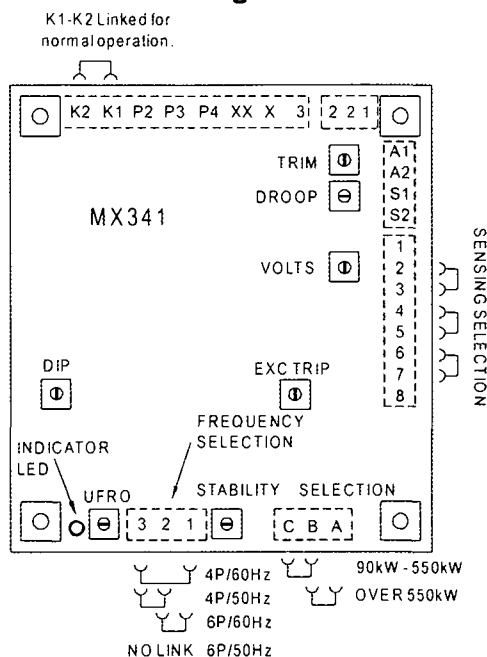 K1-K2 Linked for
normal operation.
K2 K1 P2 P3 P4 XX X 3 2 2 1
TRIM
DROOP
MX341
VOLTS
A1
A2
S1
S2
1
2
3
4
5
6
7
8
SENSING SELECTION
DIP
EXC TRIP
FREQUENCY
SELECTION
INDICATOR
LED
UFRO
STABILITY SELECTION
3 2 1
C B A
4P/60Hz
4P/50Hz
6P/60Hz
NO LINK 6P/50Hz
90kW - 550kW
OVER 550kW